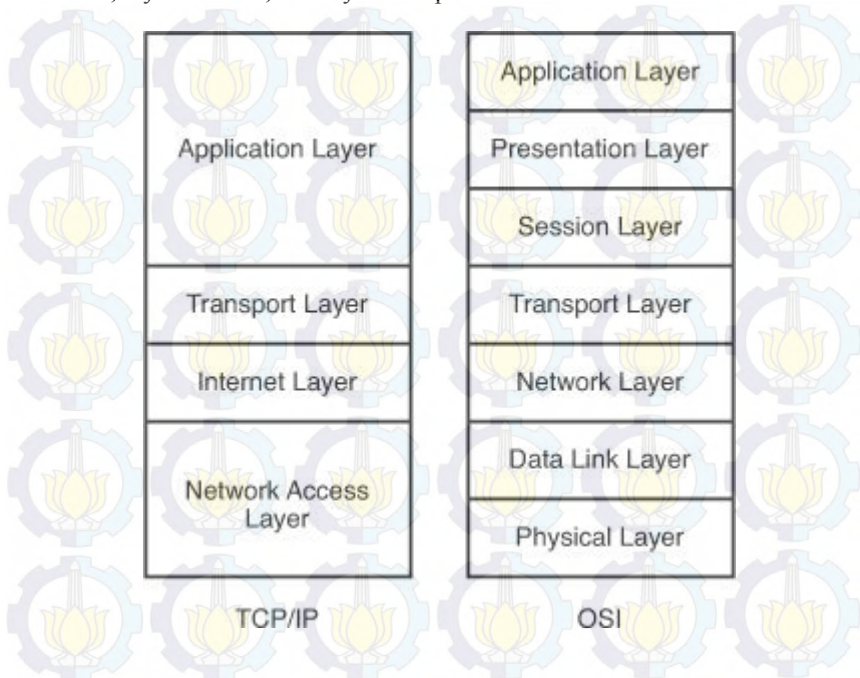 Application Layer
Transport Layer
Internet Layer
Network Access
Layer
TCP/IP
Application Layer
Presentation Layer
Session Layer
Transport Layer
Network Layer
Data Link Layer
Physical Layer
OSI